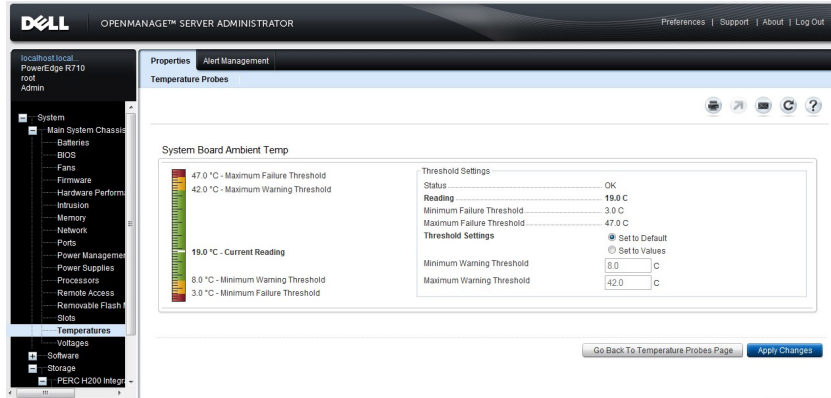 DELL
OPENMANAGE™ SERVER ADMINISTRATOR
Preferences | Support | About | Log Out
localhost.local...
PowerEdge R710
root
Admin
Properties Alert Management
Temperature Probes
System
Main System Chassis
Batteries
BIOS
Fans
Firmware
Hardware Performa
Intrusion
Memory
Network
Ports
Power Managemen
Power Supplies
Processors
Remote Access
Removable Flash M
Slots
Temperatures
Voltages
Software
Storage
PERC H200 Integra
System Board Ambient Temp
47.0 °C - Maximum Failure Threshold
42.0 °C - Maximum Warning Threshold
19.0 °C - Current Reading
8.0 °C - Minimum Warning Threshold
3.0 °C - Minimum Failure Threshold
Threshold Settings
Status OK
Reading 19.0 C
Minimum Failure Threshold 3.0 C
Maximum Failure Threshold 47.0 C
Threshold Settings Set to Default
Set to Values
Minimum Warning Threshold 8.0 C
Maximum Warning Threshold 42.0 C
Go Back To Temperature Probes Page Apply Changes